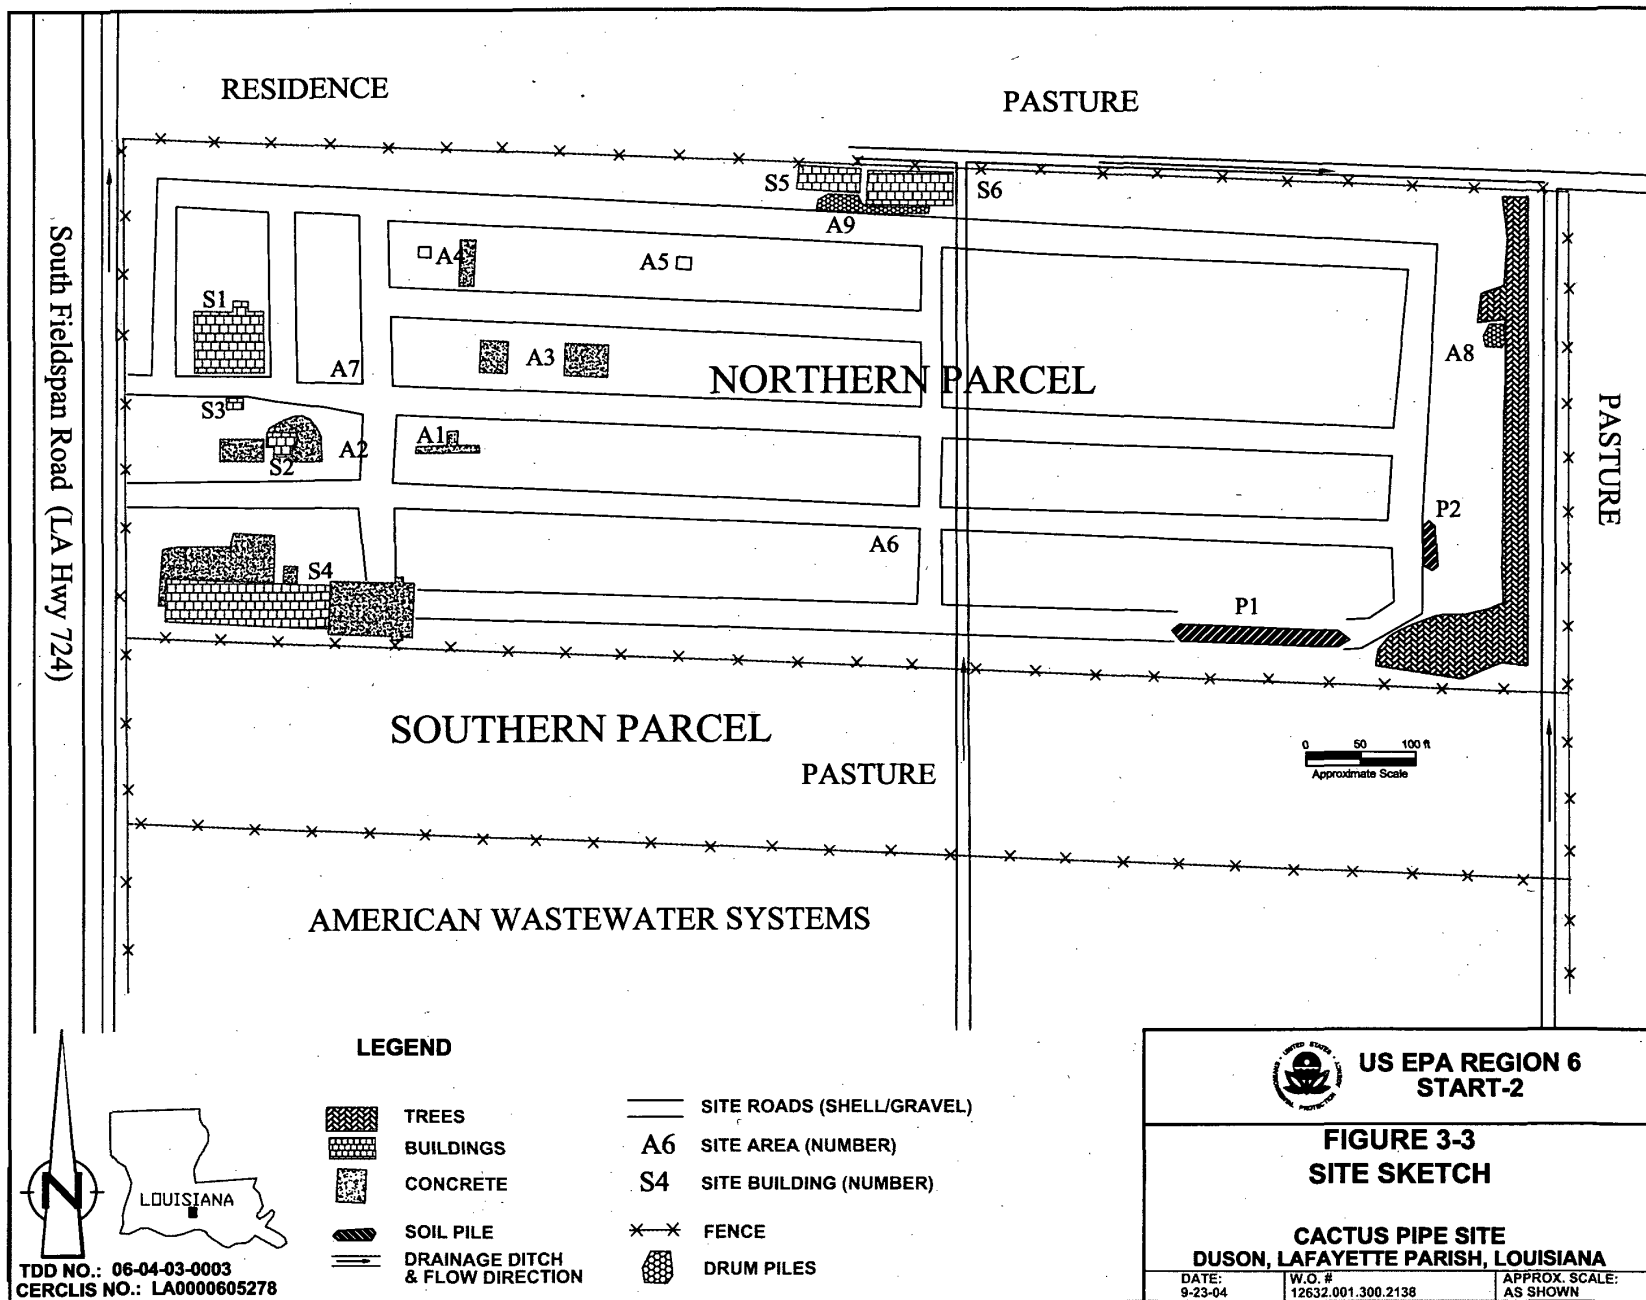 RESIDENCE
PASTURE
South Fieldspan Road (LA Hwy 724)
S5
S6
A9
A4
A5
S1
A3
A7
NORTHERN PARCEL
A8
S3
A1
A2
S2
PASTURE
P2
A6
S4
P1
SOUTHERN PARCEL
PASTURE
0 50 100 ft
Approximate Scale
AMERICAN WASTEWATER SYSTEMS
LEGEND
TREES
BUILDINGS
CONCRETE
SOIL PILE
DRAINAGE DITCH
& FLOW DIRECTION
SITE ROADS (SHELL/GRAVEL)
A6 SITE AREA (NUMBER)
S4 SITE BUILDING (NUMBER)
FENCE
DRUM PILES
N
LOUISIANA
TDD NO.: 06-04-03-0003
CERCLIS NO.: LA0000605278
US EPA REGION 6
START-2
FIGURE 3-3
SITE SKETCH
CACTUS PIPE SITE
DUSON, LAFAYETTE PARISH, LOUISIANA
DATE:
9-23-04
W.O. #
12632.001.300.2138
APPROX. SCALE:
AS SHOWN